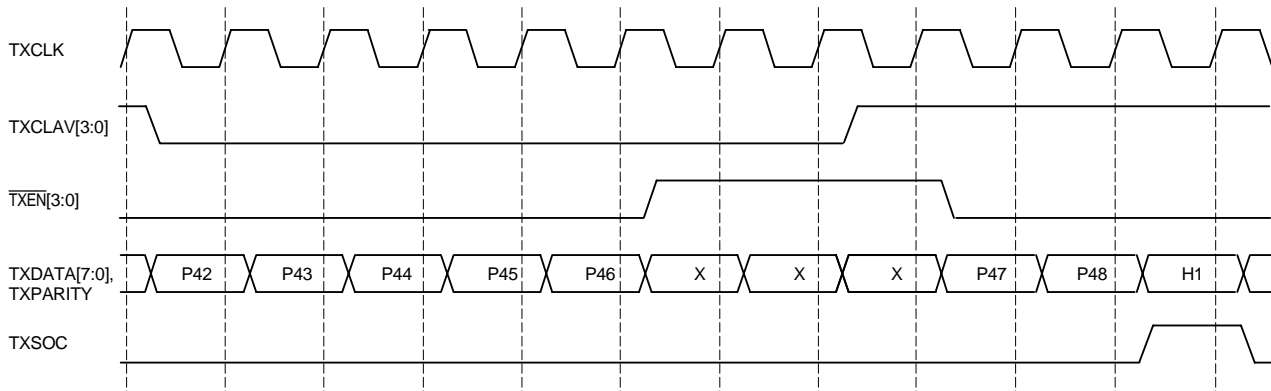 TXCLK
TXCLAV[3:0]
TXEN[3:0]
TXDATA[7:0],
TXPARITY
P42 P43 P44 P45 P46 X X X P47 P48 H1
TXSOC